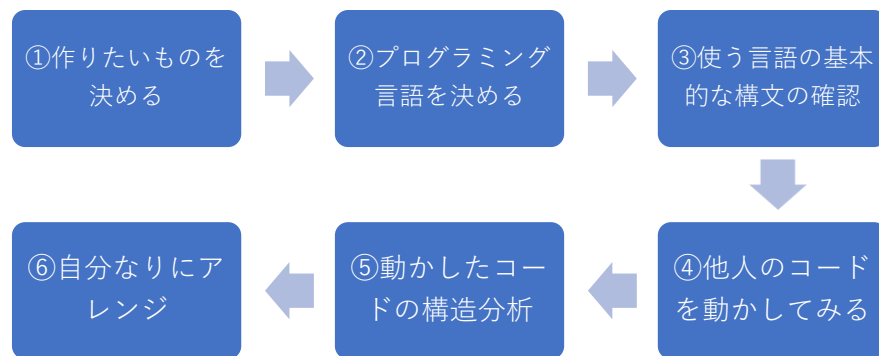 ①作りたいものを
決める
②プログラミング
言語を決める
③使う言語の基本
的な構文の確認
④他人のコード
を動かしてみる
⑤動かしたコー
ドの構造分析
⑥自分なりにア
レンジ